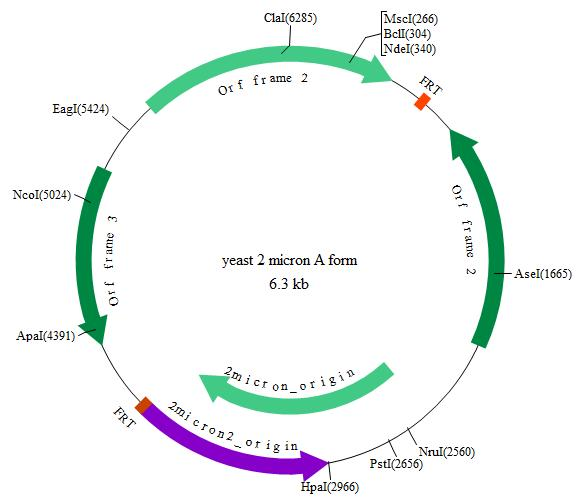 ClaI(6285)
MscI(266)
BclI(304)
NdeI(340)
Orf frame 2
FRT
EagI(5424)
NcoI(5024)
Orf frame 3
Orf frame 2
yeast 2 micron A form
6.3 kb
AseI(1665)
ApaI(4391)
2micron_origin
FRT
2micron2_origin
NruI(2560)
PstI(2656)
HpaI(2966)